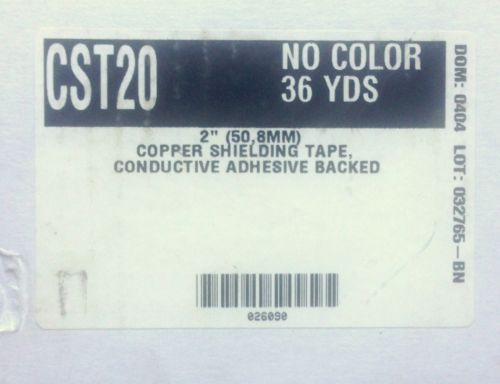 CST20
NO COLOR
36 YDS
2" (50,8MM)
COPPER SHIELDING TAPE,
CONDUCTIVE ADHESIVE BACKED
026090
DOM: 0404 LOT: 032765-BN